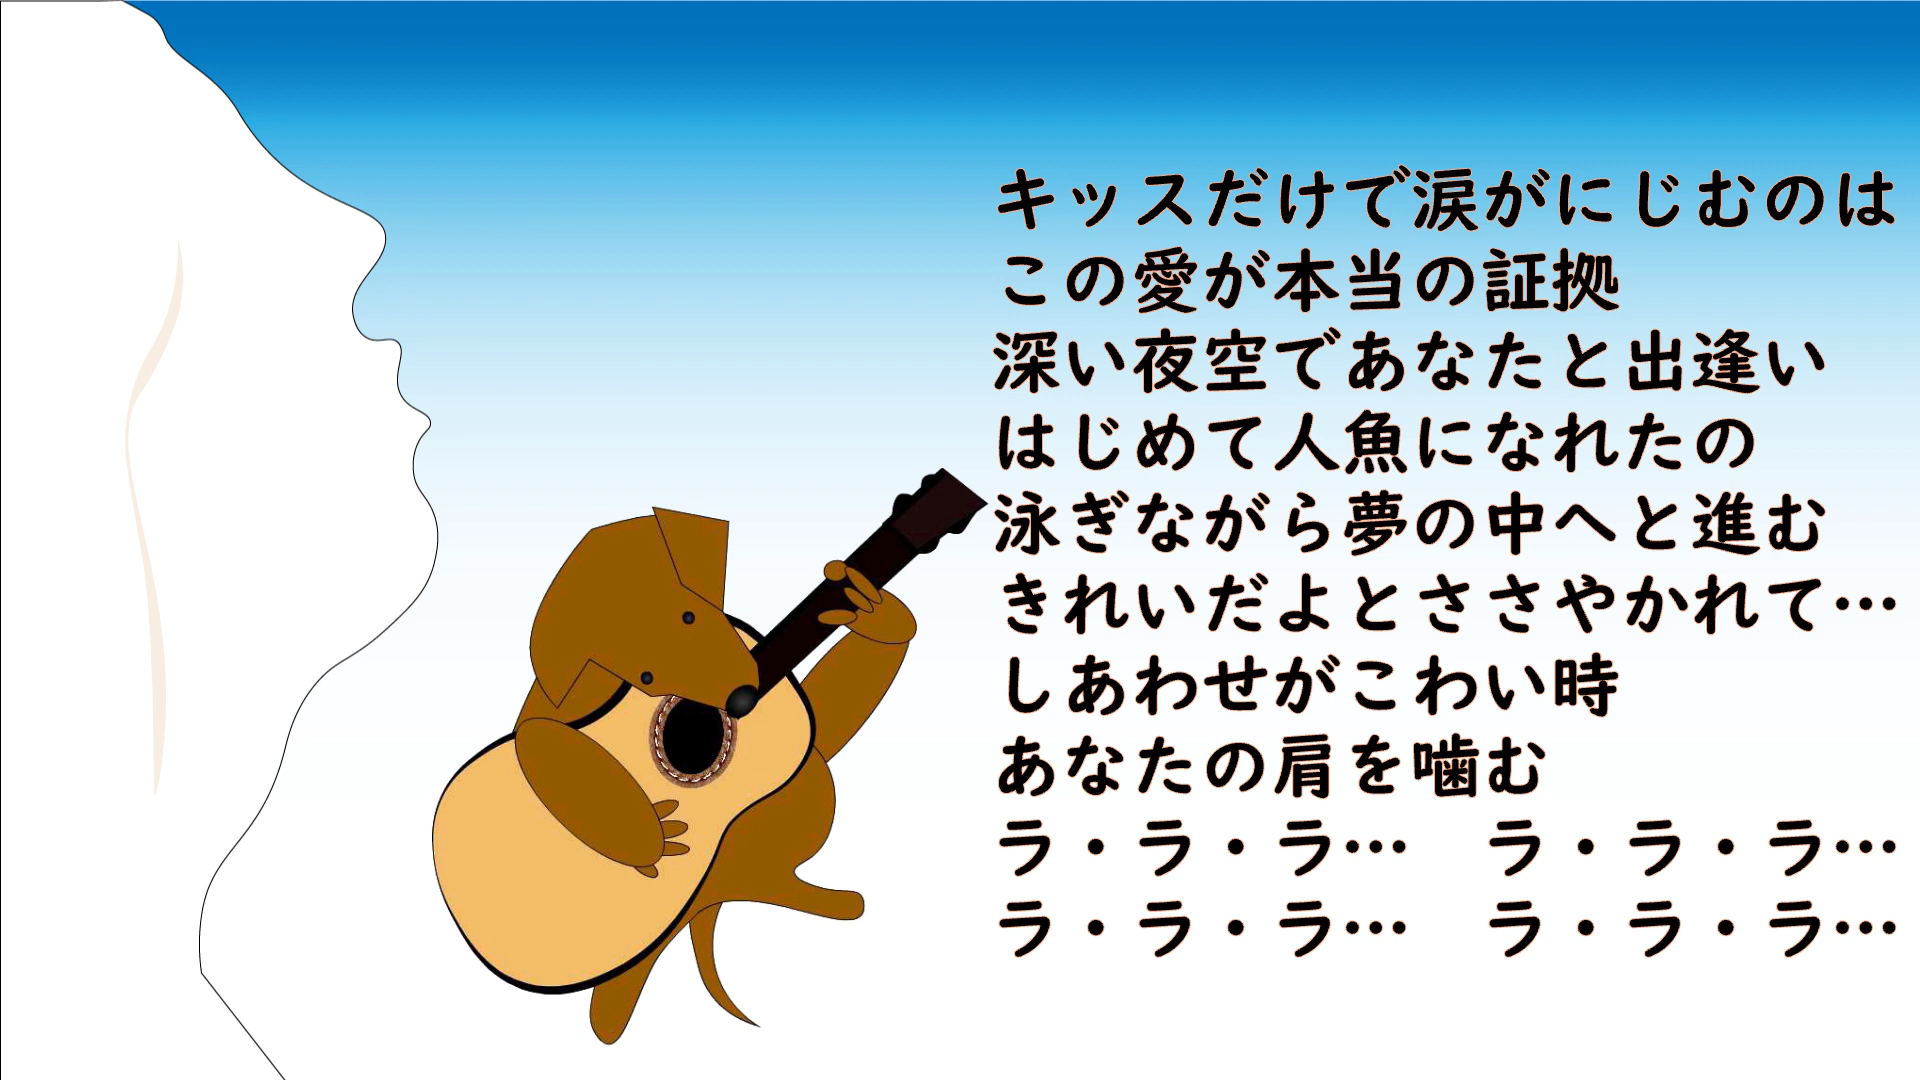 キッスだけで涙がにじむのは
この愛が本当の証拠
深い夜空であなたと出逢い
はじめて人魚になれたの
泳ぎながら夢の中へと進む
きれいだよとささやかれて…
しあわせがこわい時
あなたの肩を噛む
ラ・ラ・ラ…　ラ・ラ・ラ…
ラ・ラ・ラ…　ラ・ラ・ラ…